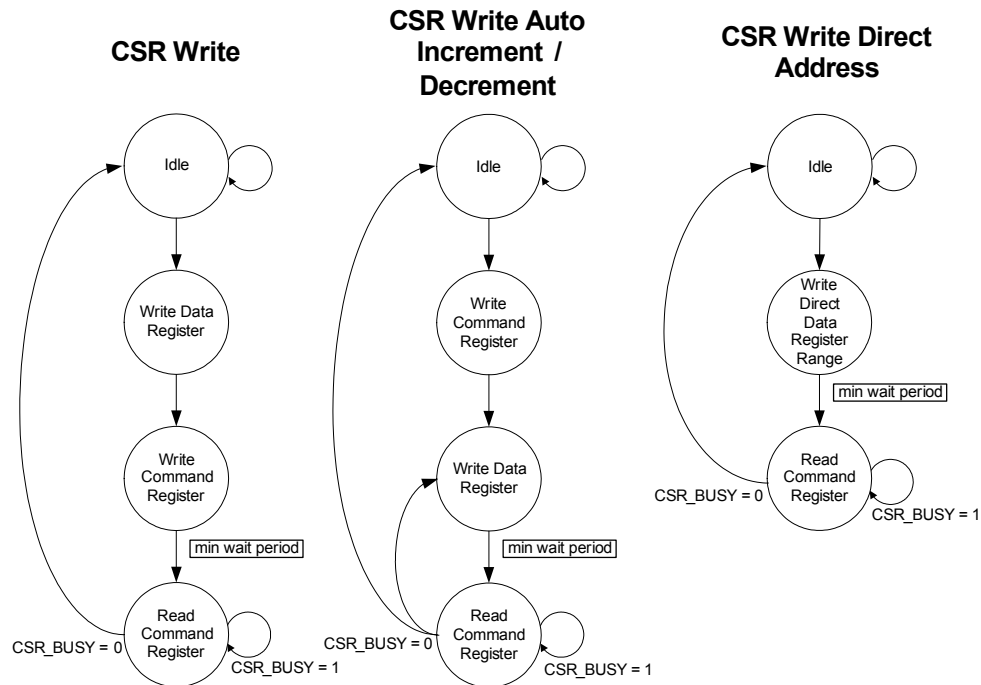 CSR Write
Idle
Write Data
Register
Write
Command
Register
min wait period
Read
Command
Register
CSR_BUSY = 0
CSR_BUSY = 1
CSR Write Auto
Increment /
Decrement
Idle
Write
Command
Register
Write Data
Register
min wait period
Read
Command
Register
CSR_BUSY = 0
CSR_BUSY = 1
CSR Write Direct
Address
Idle
Write
Direct
Data
Register
Range
min wait period
Read
Command
Register
CSR_BUSY = 0
CSR_BUSY = 1